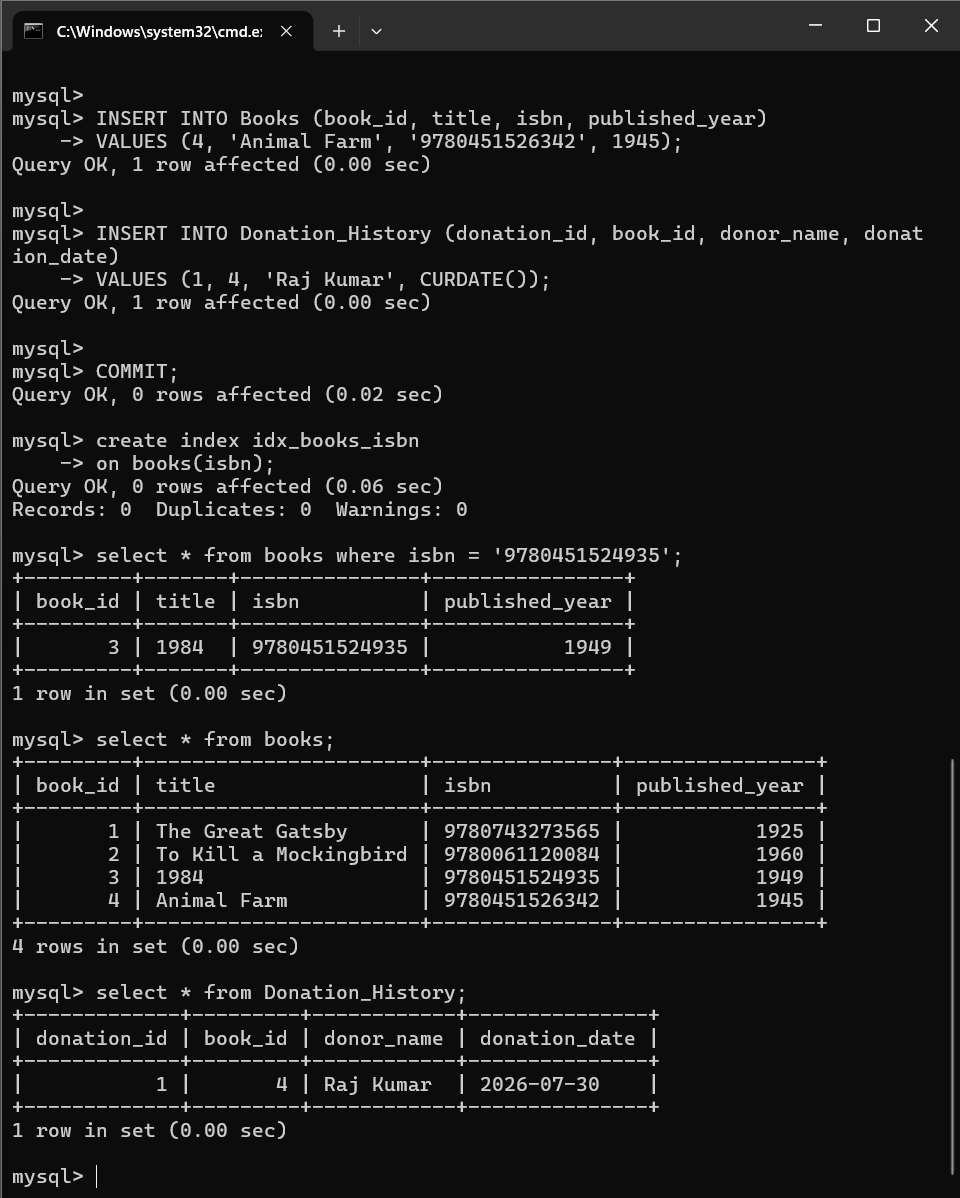 C:\Windows\system32\cmd.e
mysql>
mysql> INSERT INTO Books (book_id, title, isbn, published_year)
    -> VALUES (4, 'Animal Farm', '9780451526342', 1945);
Query OK, 1 row affected (0.00 sec)

mysql>
mysql> INSERT INTO Donation_History (donation_id, book_id, donor_name, donat
ion_date)
    -> VALUES (1, 4, 'Raj Kumar', CURDATE());
Query OK, 1 row affected (0.00 sec)

mysql>
mysql> COMMIT;
Query OK, 0 rows affected (0.02 sec)

mysql> create index idx_books_isbn
    -> on books(isbn);
Query OK, 0 rows affected (0.06 sec)
Records: 0  Duplicates: 0  Warnings: 0

mysql> select * from books where isbn = '9780451524935';
+---------+-------+---------------+----------------+
| book_id | title | isbn          | published_year |
+---------+-------+---------------+----------------+
|       3 | 1984  | 9780451524935 |           1949 |
+---------+-------+---------------+----------------+
1 row in set (0.00 sec)

mysql> select * from books;
+---------+-----------------------+---------------+----------------+
| book_id | title                 | isbn          | published_year |
+---------+-----------------------+---------------+----------------+
|       1 | The Great Gatsby      | 9780743273565 |           1925 |
|       2 | To Kill a Mockingbird | 9780061120084 |           1960 |
|       3 | 1984                  | 9780451524935 |           1949 |
|       4 | Animal Farm           | 9780451526342 |           1945 |
+---------+-----------------------+---------------+----------------+
4 rows in set (0.00 sec)

mysql> select * from Donation_History;
+-------------+---------+------------+---------------+
| donation_id | book_id | donor_name | donation_date |
+-------------+---------+------------+---------------+
|           1 |       4 | Raj Kumar  | 2026-07-30    |
+-------------+---------+------------+---------------+
1 row in set (0.00 sec)

mysql>